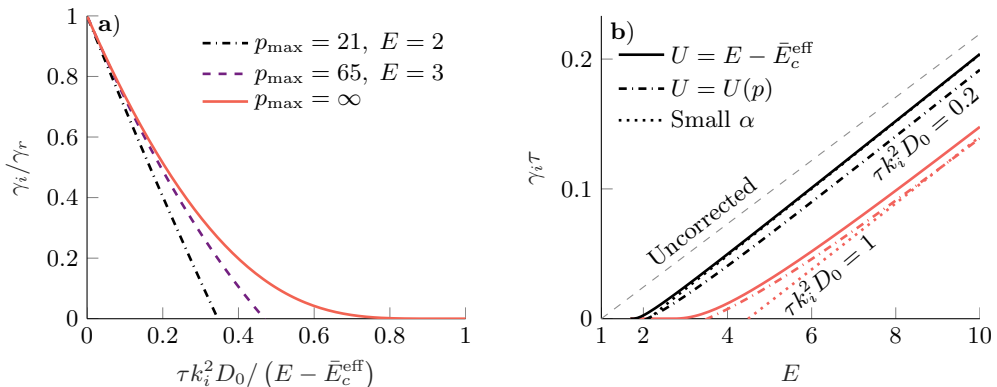 a)
p_max = 21, E = 2
p_max = 65, E = 3
p_max = ∞
1
0.8
0.6
0.4
0.2
0
γ_i/γ_r
0
0.2
0.4
0.6
0.8
1
τk_i^2 D_0/ (E − Ē_c^eff)
b)
U = E − Ē_c^eff
U = U(p)
Small α
Uncorrected
τk_i^2 D_0 = 0.2
τk_i^2 D_0 = 1
0.2
0.1
0
γ_i τ
1
2
4
6
8
10
E